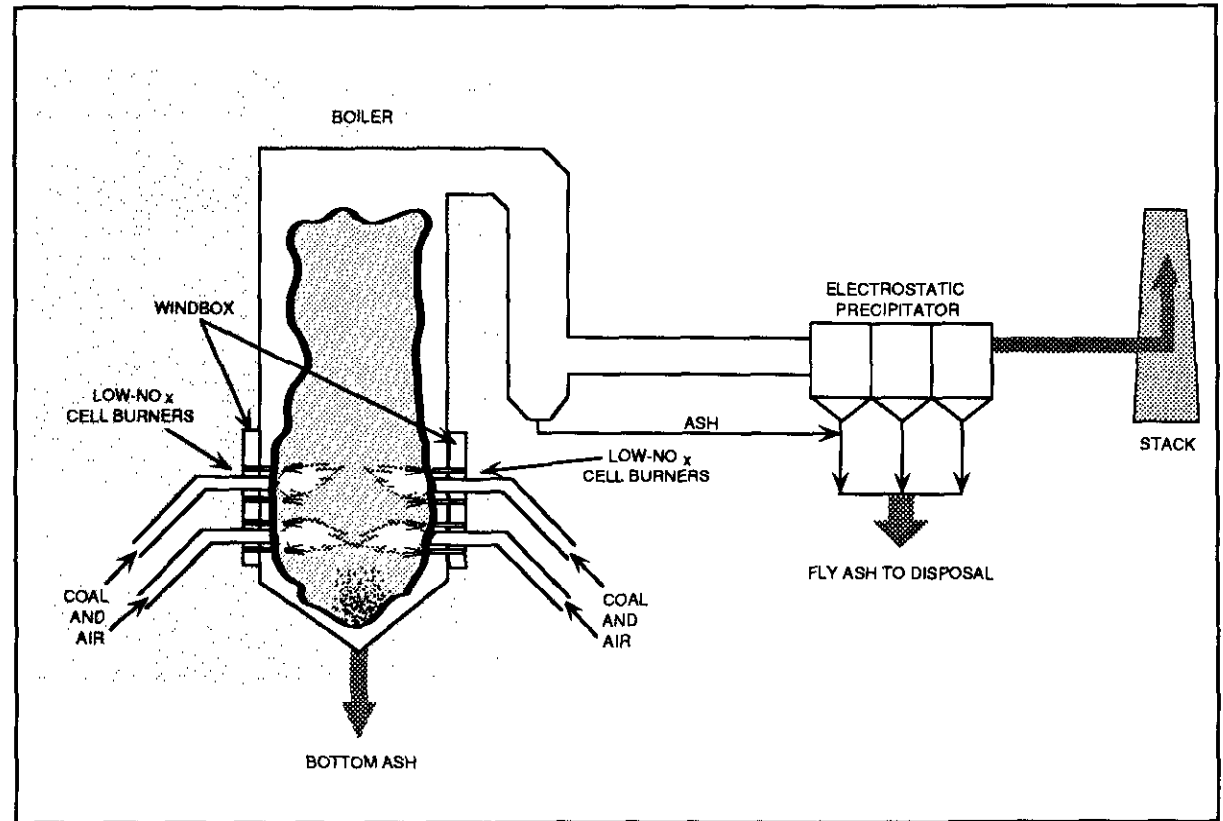 BOILER
WINDBOX
LOW-NO x
CELL BURNERS
ELECTROSTATIC
PRECIPITATOR
ASH
LOW-NO x
CELL BURNERS
STACK
COAL
AND
AIR
COAL
AND
AIR
FLY ASH TO DISPOSAL
BOTTOM ASH